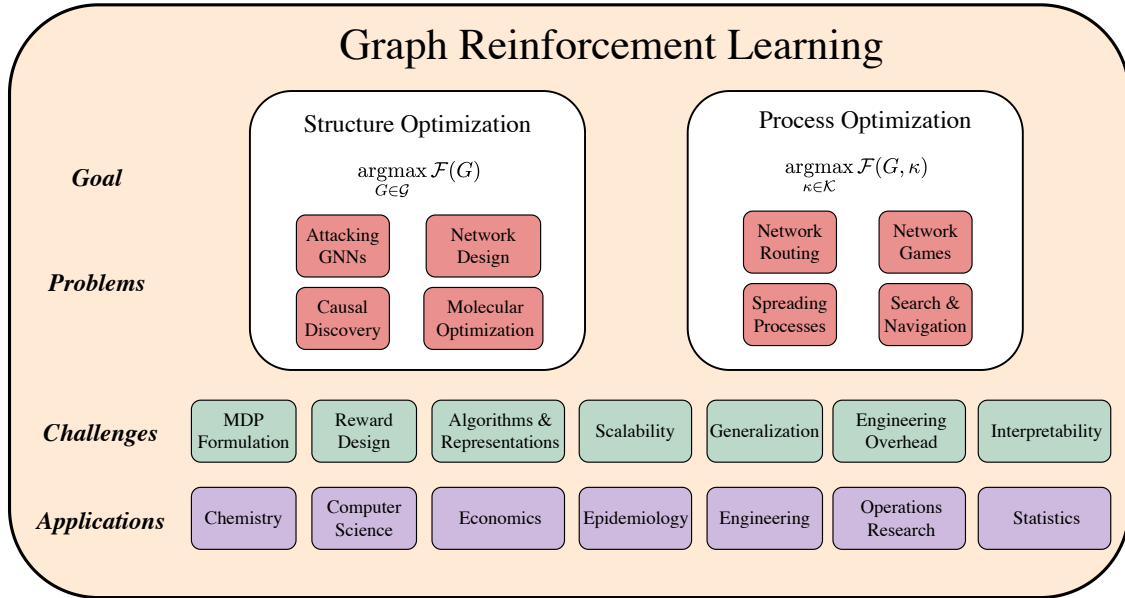 Graph Reinforcement Learning
Structure Optimization
Process Optimization
Goal
argmax F(G)
G∈𝒢
argmax F(G, κ)
κ∈𝒦
Problems
Attacking
GNNs
Network
Design
Network
Routing
Network
Games
Causal
Discovery
Molecular
Optimization
Spreading
Processes
Search &
Navigation
Challenges
MDP
Formulation
Reward
Design
Algorithms &
Representations
Scalability
Generalization
Engineering
Overhead
Interpretability
Applications
Chemistry
Computer
Science
Economics
Epidemiology
Engineering
Operations
Research
Statistics